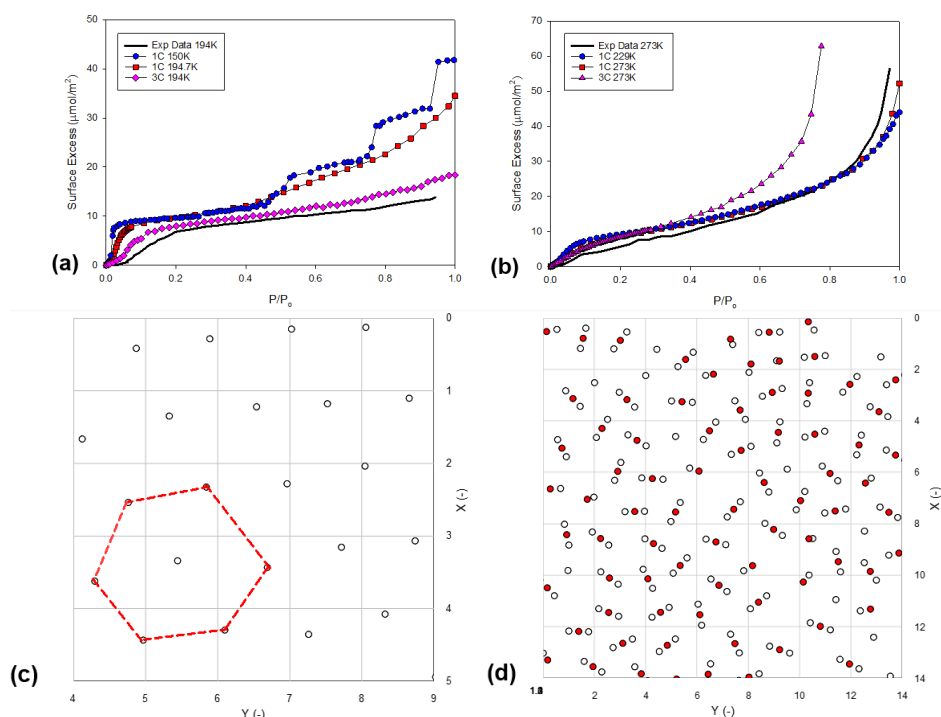 50
40
30
20
10
0
Surface Excess (μmol/m²)
Exp Data 194K
1C 150K
1C 194.7K
3C 194K
(a)
0.0 0.2 0.4 0.6 0.8 1.0
P/Po
70
60
50
40
30
20
10
0
Surface Excess (μmol/m²)
Exp Data 273K
1C 229K
1C 273K
3C 273K
(b)
0.0 0.2 0.4 0.6 0.8 1.0
P/Po
0
1
2
3
4
5
X (-)
(c)
4 5 6 7 8 9
Y (-)
0
2
4
6
8
10
12
14
X (-)
(d)
2 4 6 8 10 12 14
Y (-)